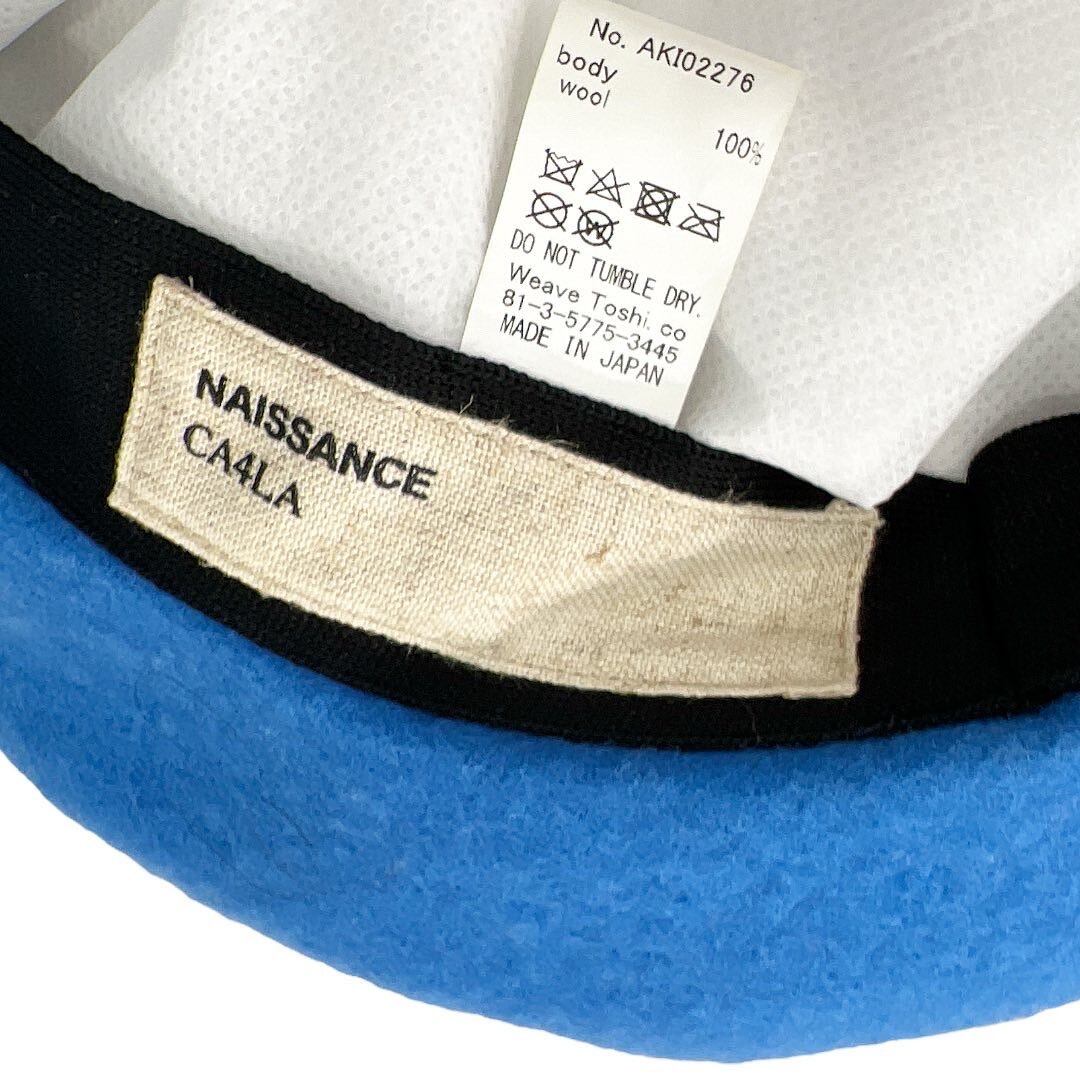 No. AKI02276
body
wool
100%
W
DO NOT TUMBLE DRY.
Weave Toshi. co
81-3-5775-3445
MADE IN JAPAN
NAISSANCE
CA4LA